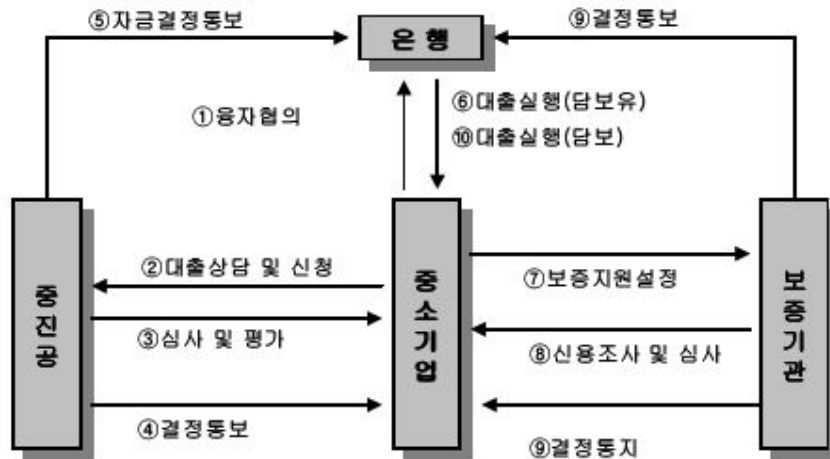 ⑤자금결정통보
은 행
⑨결정통보
①융자협의
⑥대출실행(담보유)
⑩대출실행(담보)
②대출상담 및 신청
⑦보증지원설정
중진공
중소기업
보증기관
③심사 및 평가
⑧신용조사 및 심사
④결정통보
⑨결정통지